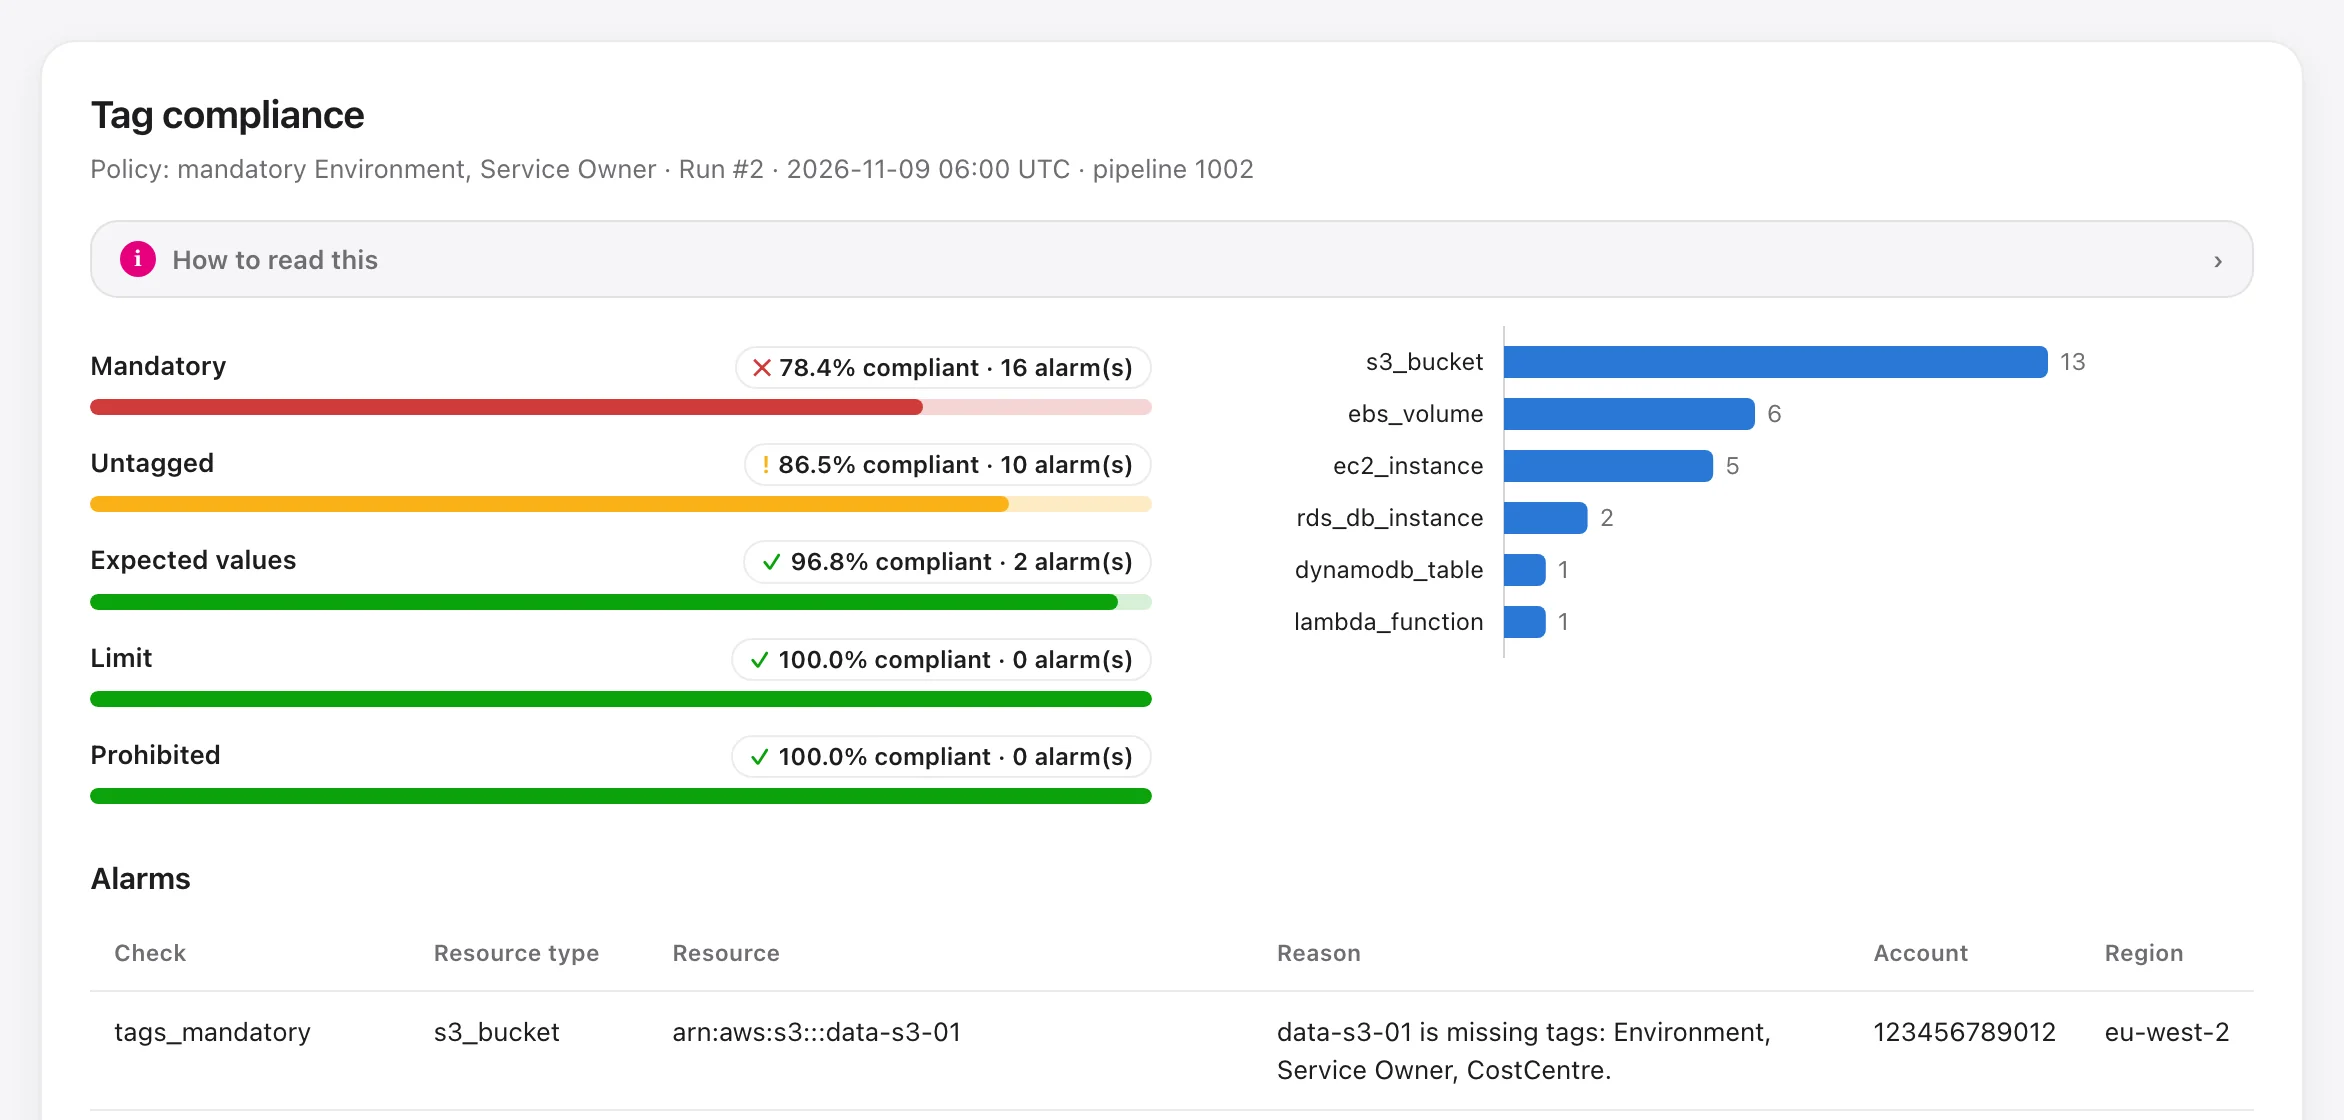 Tag compliance
Policy: mandatory Environment, Service Owner · Run #2 · 2026-11-09 06:00 UTC · pipeline 1002
i How to read this ›
Mandatory
✕ 78.4% compliant · 16 alarm(s)
Untagged
! 86.5% compliant · 10 alarm(s)
Expected values
✓ 96.8% compliant · 2 alarm(s)
Limit
✓ 100.0% compliant · 0 alarm(s)
Prohibited
✓ 100.0% compliant · 0 alarm(s)
s3_bucket 13
ebs_volume 6
ec2_instance 5
rds_db_instance 2
dynamodb_table 1
lambda_function 1
Alarms
Check Resource type Resource Reason Account Region
tags_mandatory s3_bucket arn:aws:s3:::data-s3-01 data-s3-01 is missing tags: Environment, 123456789012 eu-west-2
Service Owner, CostCentre.